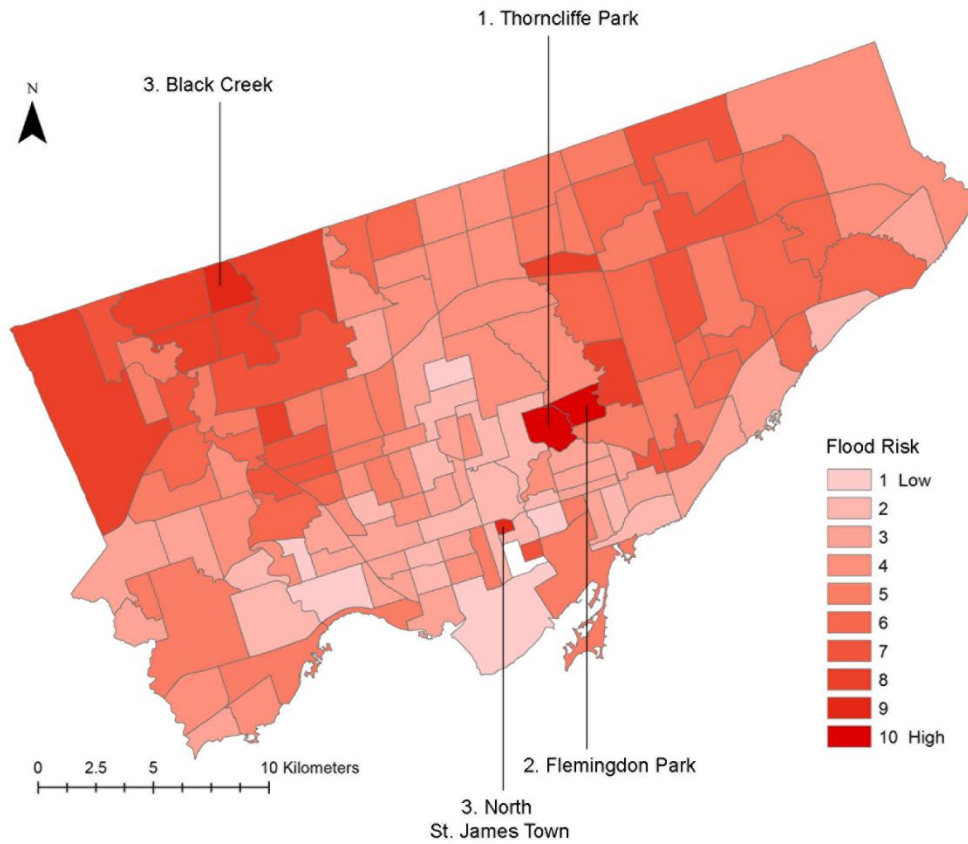 1. Thorncliffe Park
3. Black Creek
N
Flood Risk
1 Low
2
3
4
5
6
7
8
9
10 High
0 2.5 5 10 Kilometers
2. Flemingdon Park
3. North
St. James Town